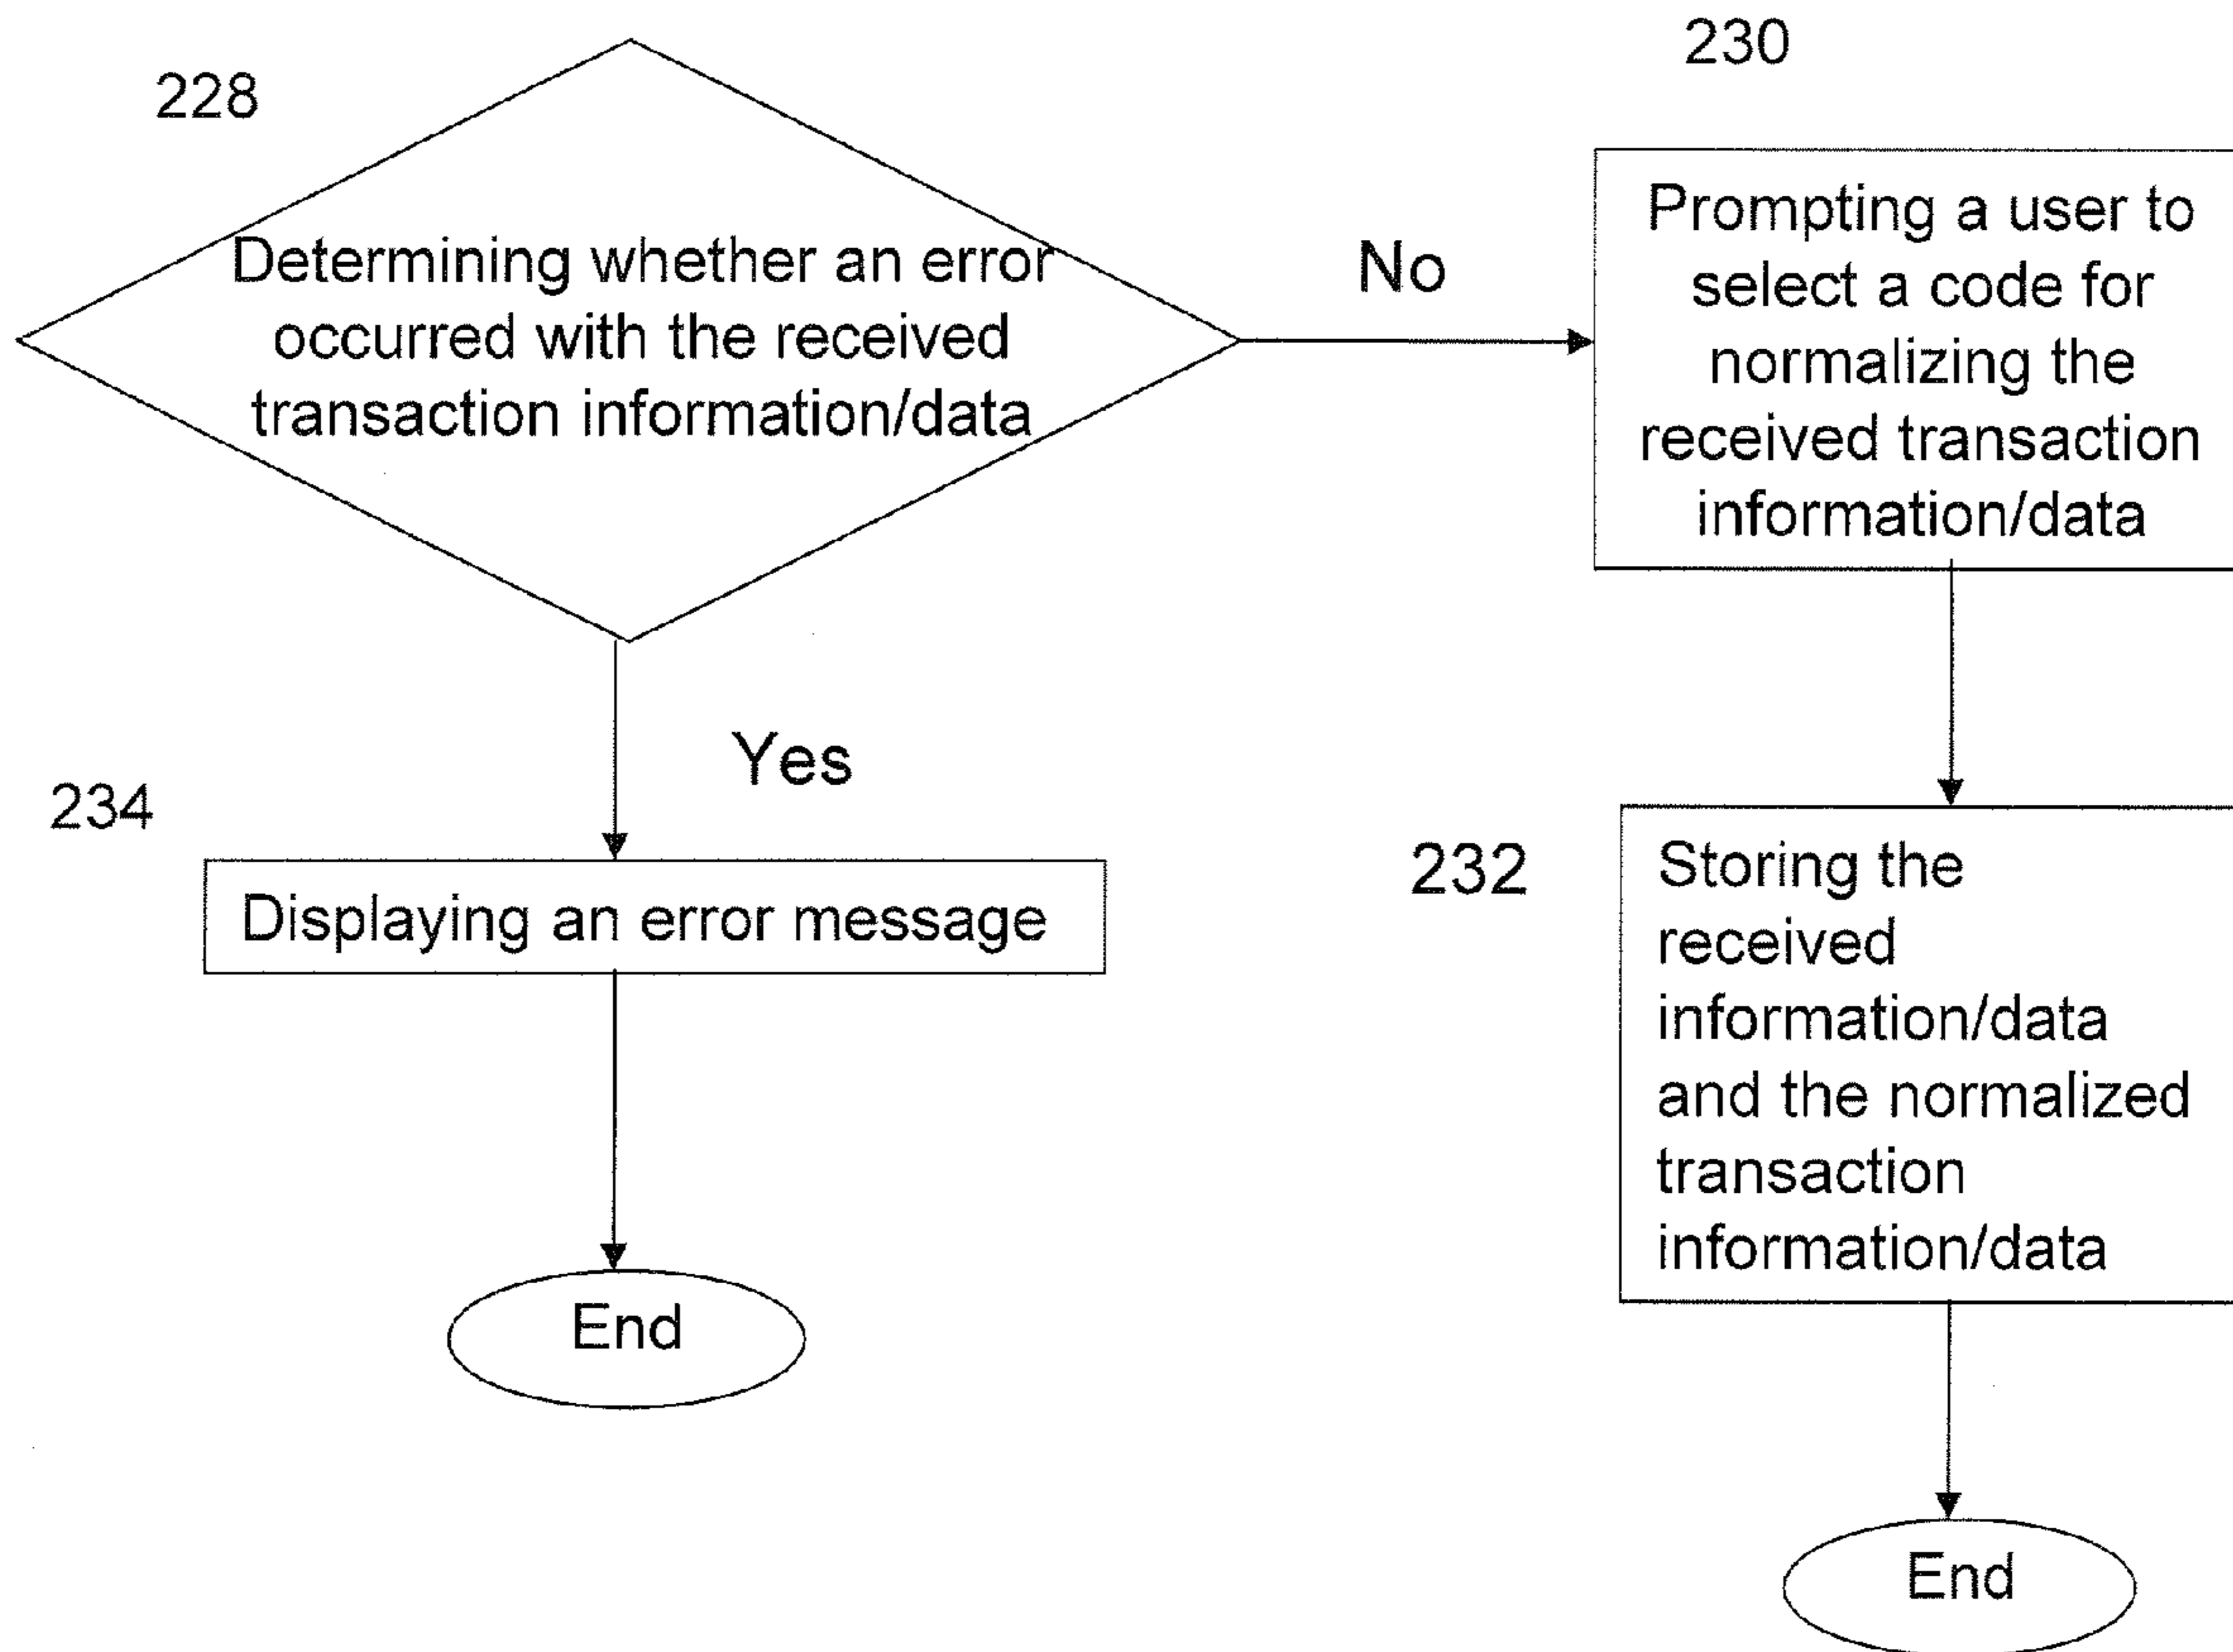 228
Determining whether an error
occurred with the received
transaction information/data
No
230
Prompting a user to
select a code for
normalizing the
received transaction
information/data
Yes
234
Displaying an error message
End
232
Storing the
received
information/data
and the normalized
transaction
information/data
End